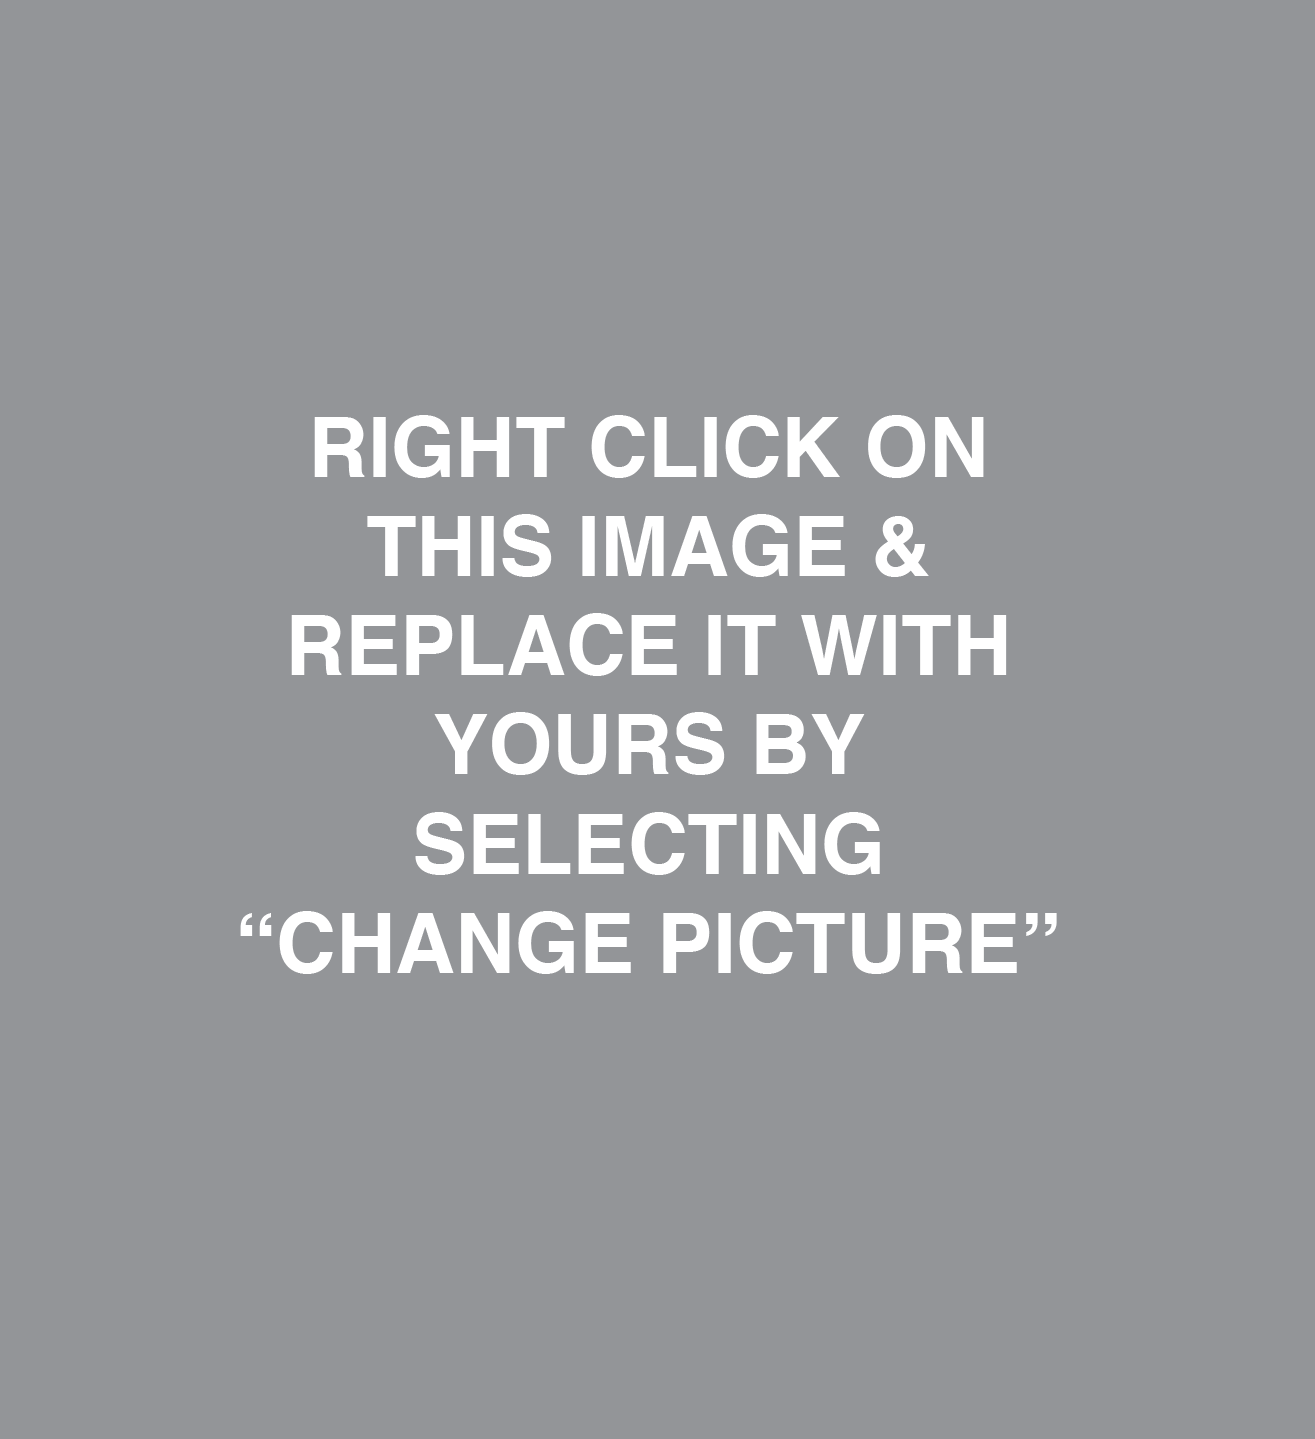 RIGHT CLICK ON
THIS IMAGE &
REPLACE IT WITH
YOURS BY
SELECTING
“CHANGE PICTURE”